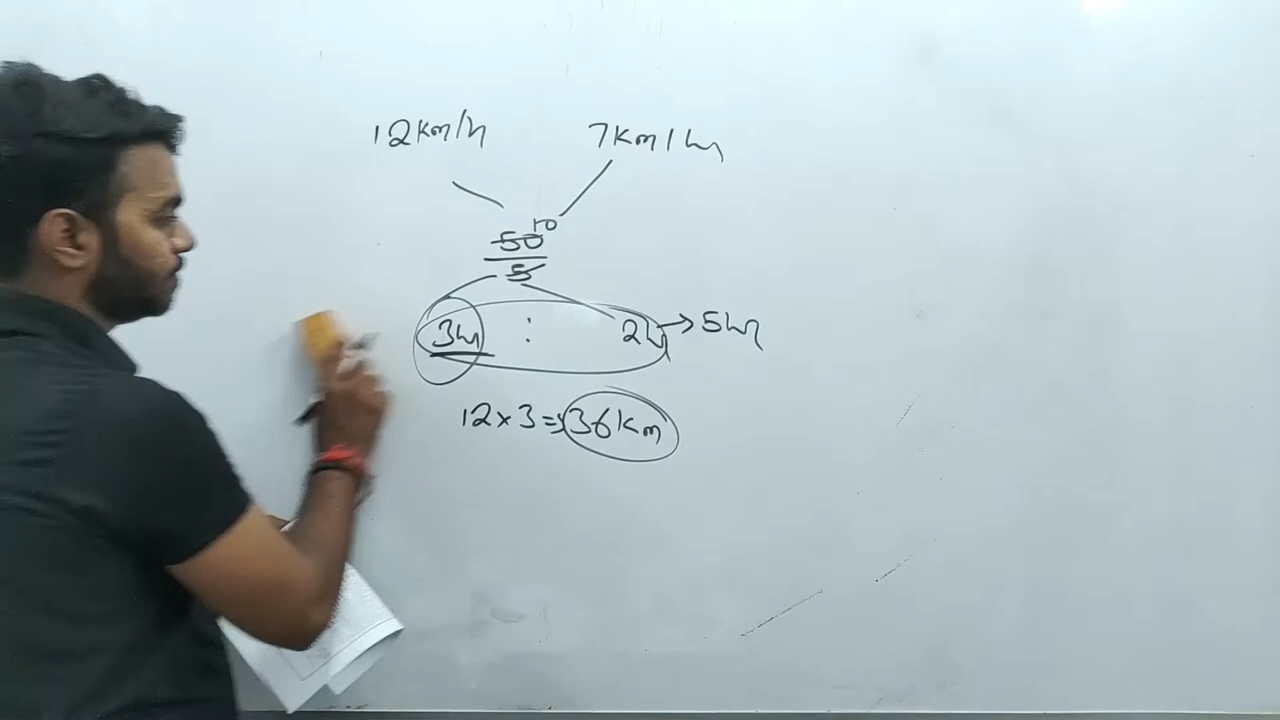 12km/h 7km/hr
50 10
5
3hr : 2hr → 5hr
12×3 ⇒ 36km